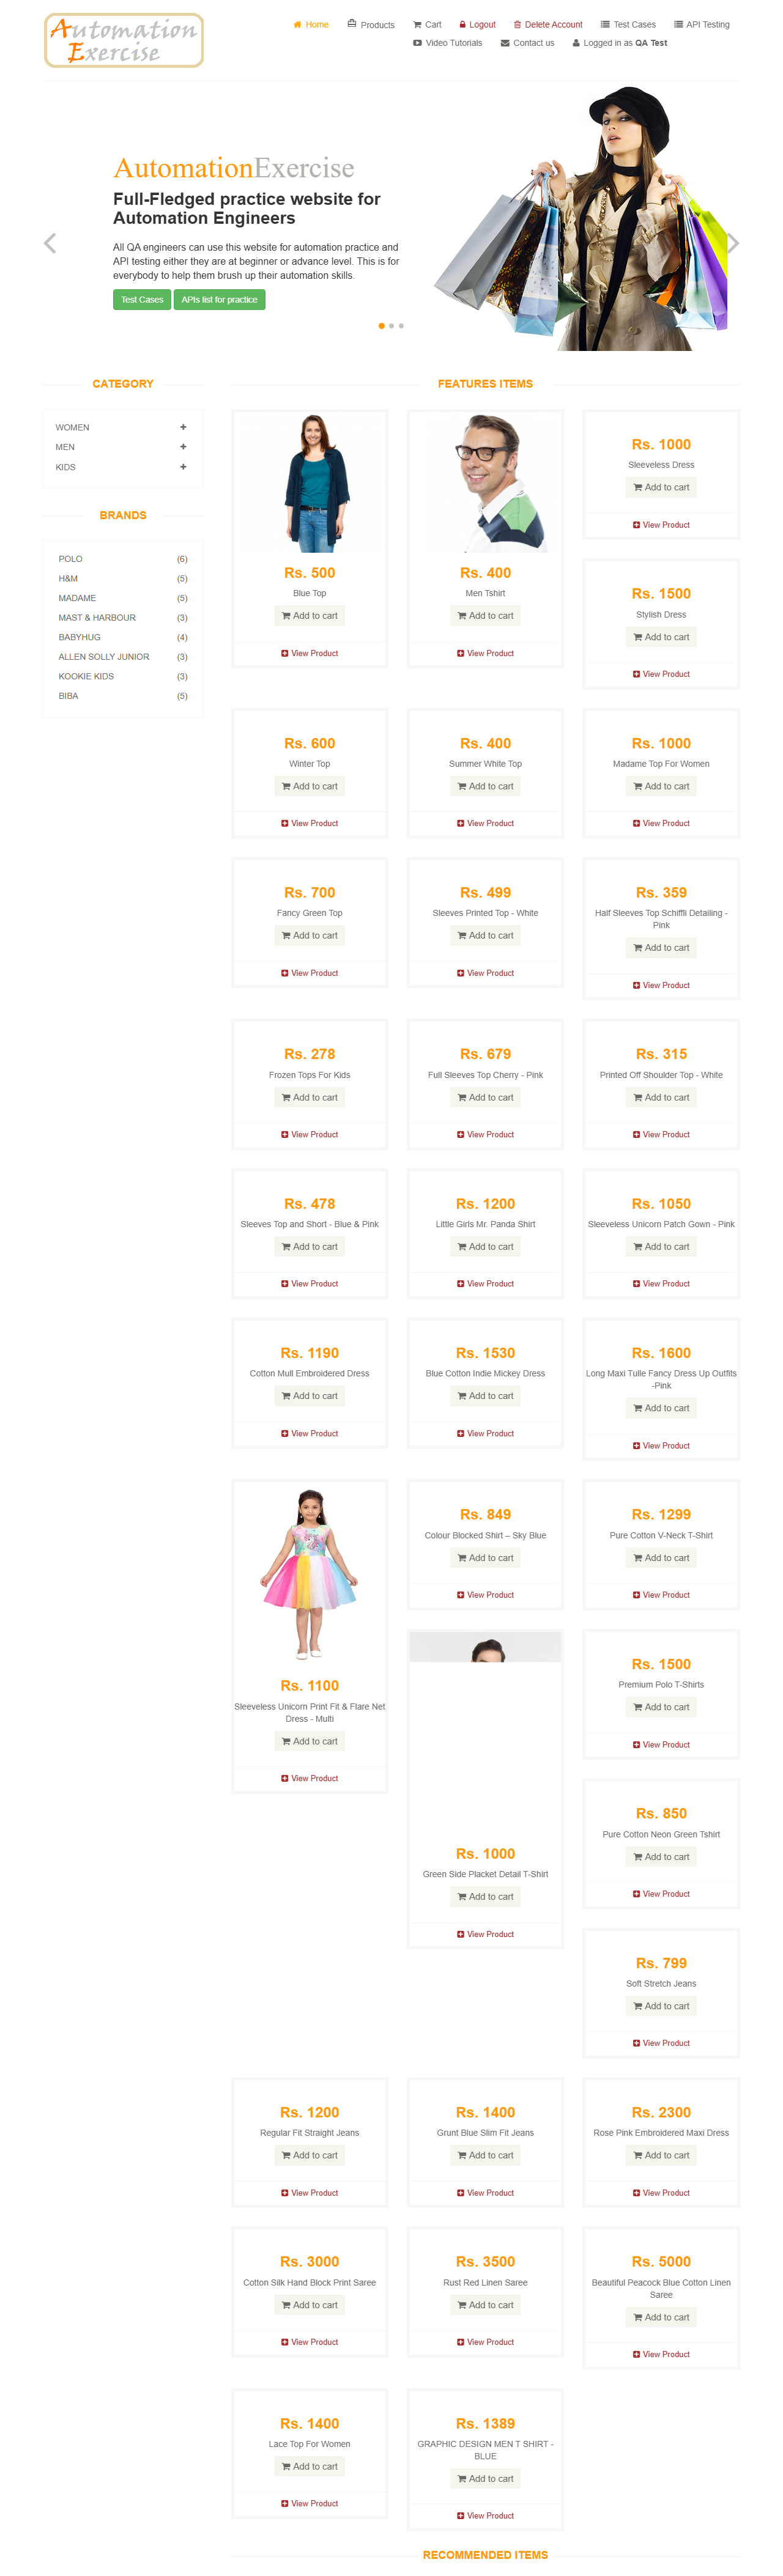 Automation
Exercise
Home Products Cart Logout Delete Account Test Cases API Testing
Video Tutorials Contact us Logged in as QA Test
AutomationExercise
Full-Fledged practice website for
Automation Engineers
All QA engineers can use this website for automation practice and
API testing either they are at beginner or advance level. This is for
everybody to help them brush up their automation skills.
Test Cases APIs list for practice
CATEGORY
WOMEN
MEN
KIDS
BRANDS
POLO (6)
H&M (5)
MADAME (5)
MAST & HARBOUR (3)
BABYHUG (4)
ALLEN SOLLY JUNIOR (3)
KOOKIE KIDS (3)
BIBA (5)
FEATURES ITEMS
Rs. 500
Blue Top
Add to cart
View Product
Rs. 400
Men Tshirt
Add to cart
View Product
Rs. 1000
Sleeveless Dress
Add to cart
View Product
Rs. 1500
Stylish Dress
Add to cart
View Product
Rs. 600
Winter Top
Add to cart
View Product
Rs. 400
Summer White Top
Add to cart
View Product
Rs. 1000
Madame Top For Women
Add to cart
View Product
Rs. 700
Fancy Green Top
Add to cart
View Product
Rs. 499
Sleeves Printed Top - White
Add to cart
View Product
Rs. 359
Half Sleeves Top Schiffli Detailing -
Pink
Add to cart
View Product
Rs. 278
Frozen Tops For Kids
Add to cart
View Product
Rs. 679
Full Sleeves Top Cherry - Pink
Add to cart
View Product
Rs. 315
Printed Off Shoulder Top - White
Add to cart
View Product
Rs. 478
Sleeves Top and Short - Blue & Pink
Add to cart
View Product
Rs. 1200
Little Girls Mr. Panda Shirt
Add to cart
View Product
Rs. 1050
Sleeveless Unicorn Patch Gown - Pink
Add to cart
View Product
Rs. 1190
Cotton Mull Embroidered Dress
Add to cart
View Product
Rs. 1530
Blue Cotton Indie Mickey Dress
Add to cart
View Product
Rs. 1600
Long Maxi Tulle Fancy Dress Up Outfits
-Pink
Add to cart
View Product
Rs. 1100
Sleeveless Unicorn Print Fit & Flare Net
Dress - Multi
Add to cart
View Product
Rs. 849
Colour Blocked Shirt – Sky Blue
Add to cart
View Product
Rs. 1299
Pure Cotton V-Neck T-Shirt
Add to cart
View Product
Rs. 1000
Green Side Placket Detail T-Shirt
Add to cart
View Product
Rs. 1500
Premium Polo T-Shirts
Add to cart
View Product
Rs. 850
Pure Cotton Neon Green Tshirt
Add to cart
View Product
Rs. 799
Soft Stretch Jeans
Add to cart
View Product
Rs. 1200
Regular Fit Straight Jeans
Add to cart
View Product
Rs. 1400
Grunt Blue Slim Fit Jeans
Add to cart
View Product
Rs. 2300
Rose Pink Embroidered Maxi Dress
Add to cart
View Product
Rs. 3000
Cotton Silk Hand Block Print Saree
Add to cart
View Product
Rs. 3500
Rust Red Linen Saree
Add to cart
View Product
Rs. 5000
Beautiful Peacock Blue Cotton Linen
Saree
Add to cart
View Product
Rs. 1400
Lace Top For Women
Add to cart
View Product
Rs. 1389
GRAPHIC DESIGN MEN T SHIRT -
BLUE
Add to cart
View Product
RECOMMENDED ITEMS